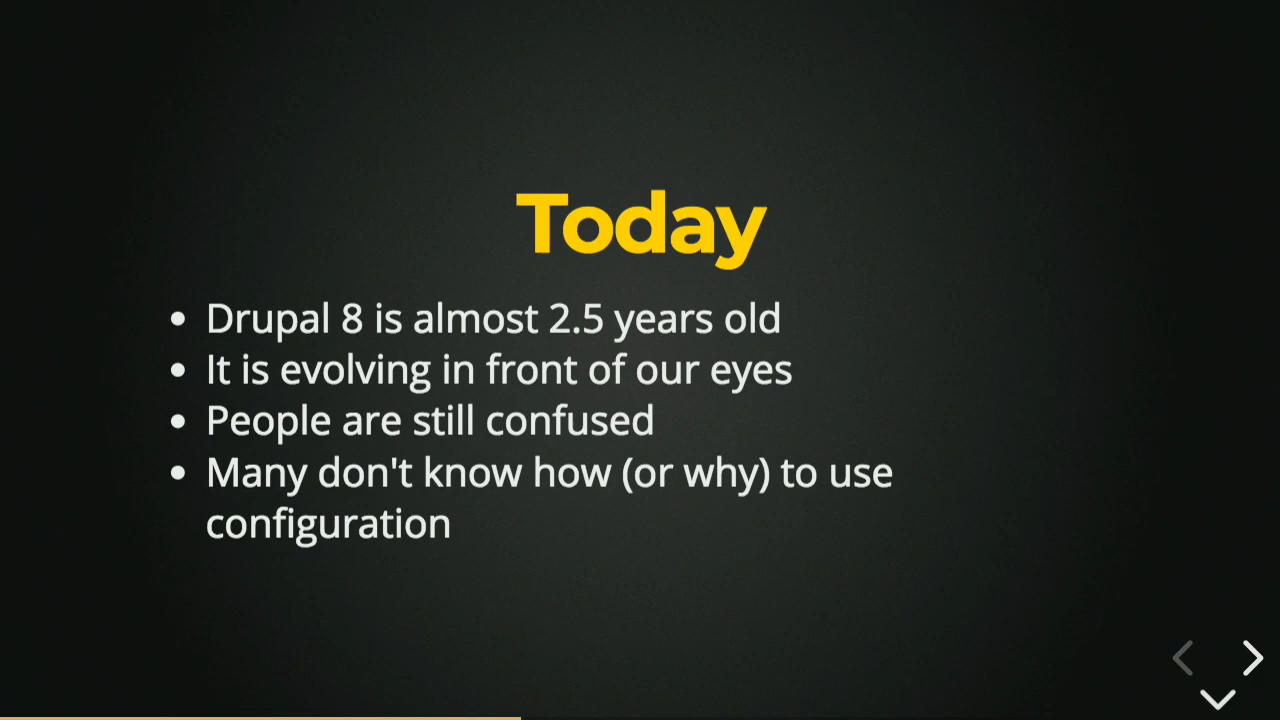 Today
Drupal 8 is almost 2.5 years old
It is evolving in front of our eyes
People are still confused
Many don't know how (or why) to use
configuration